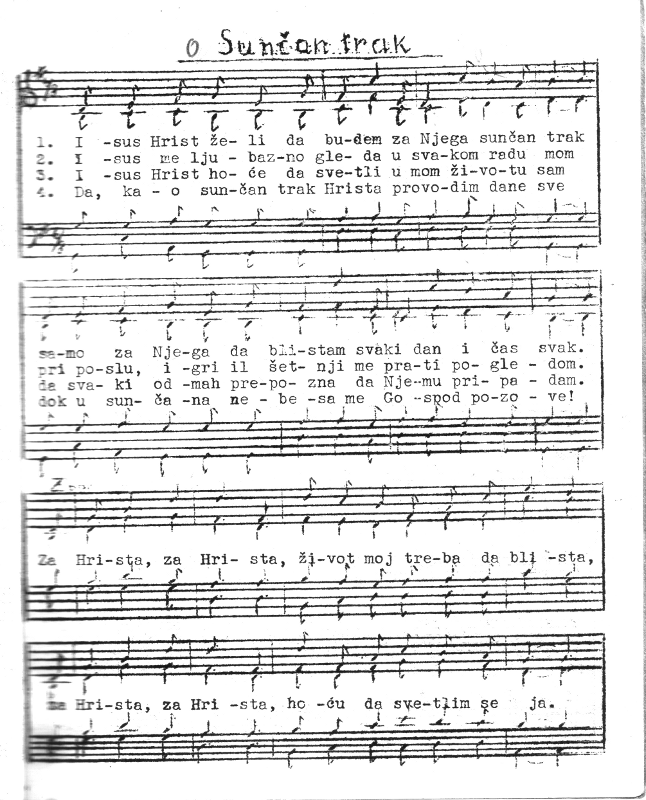 o Sunčan trak
1. I -sus Hrist že- li da bu-dem za Njega sunčan trak
2. I -sus me lju - baz-no gle- da u sva-kom radu mom
3. I -sus Hrist ho- će da sve-tli u mom ži-vo-tu sam
4. Da, ka - o sun-čan trak Hrista provo-dim dane sve
sa-mo za Nje-ga da bli-stam svaki dan i čas svak.
pri po-slu, i -gri il šet- nji me pra-ti po- gle - dom.
da sva- ki od -mah pre-po- zna da Nje-mu pri- pa - dam.
dok u sun- ča -na ne - be -sa me Go -spod po-zo - ve!
Za Hri-sta, za Hri- sta, ži-vot moj tre-ba da bli -sta,
za Hri-sta, za Hri -sta, ho -ću da sve-tlim se ja.